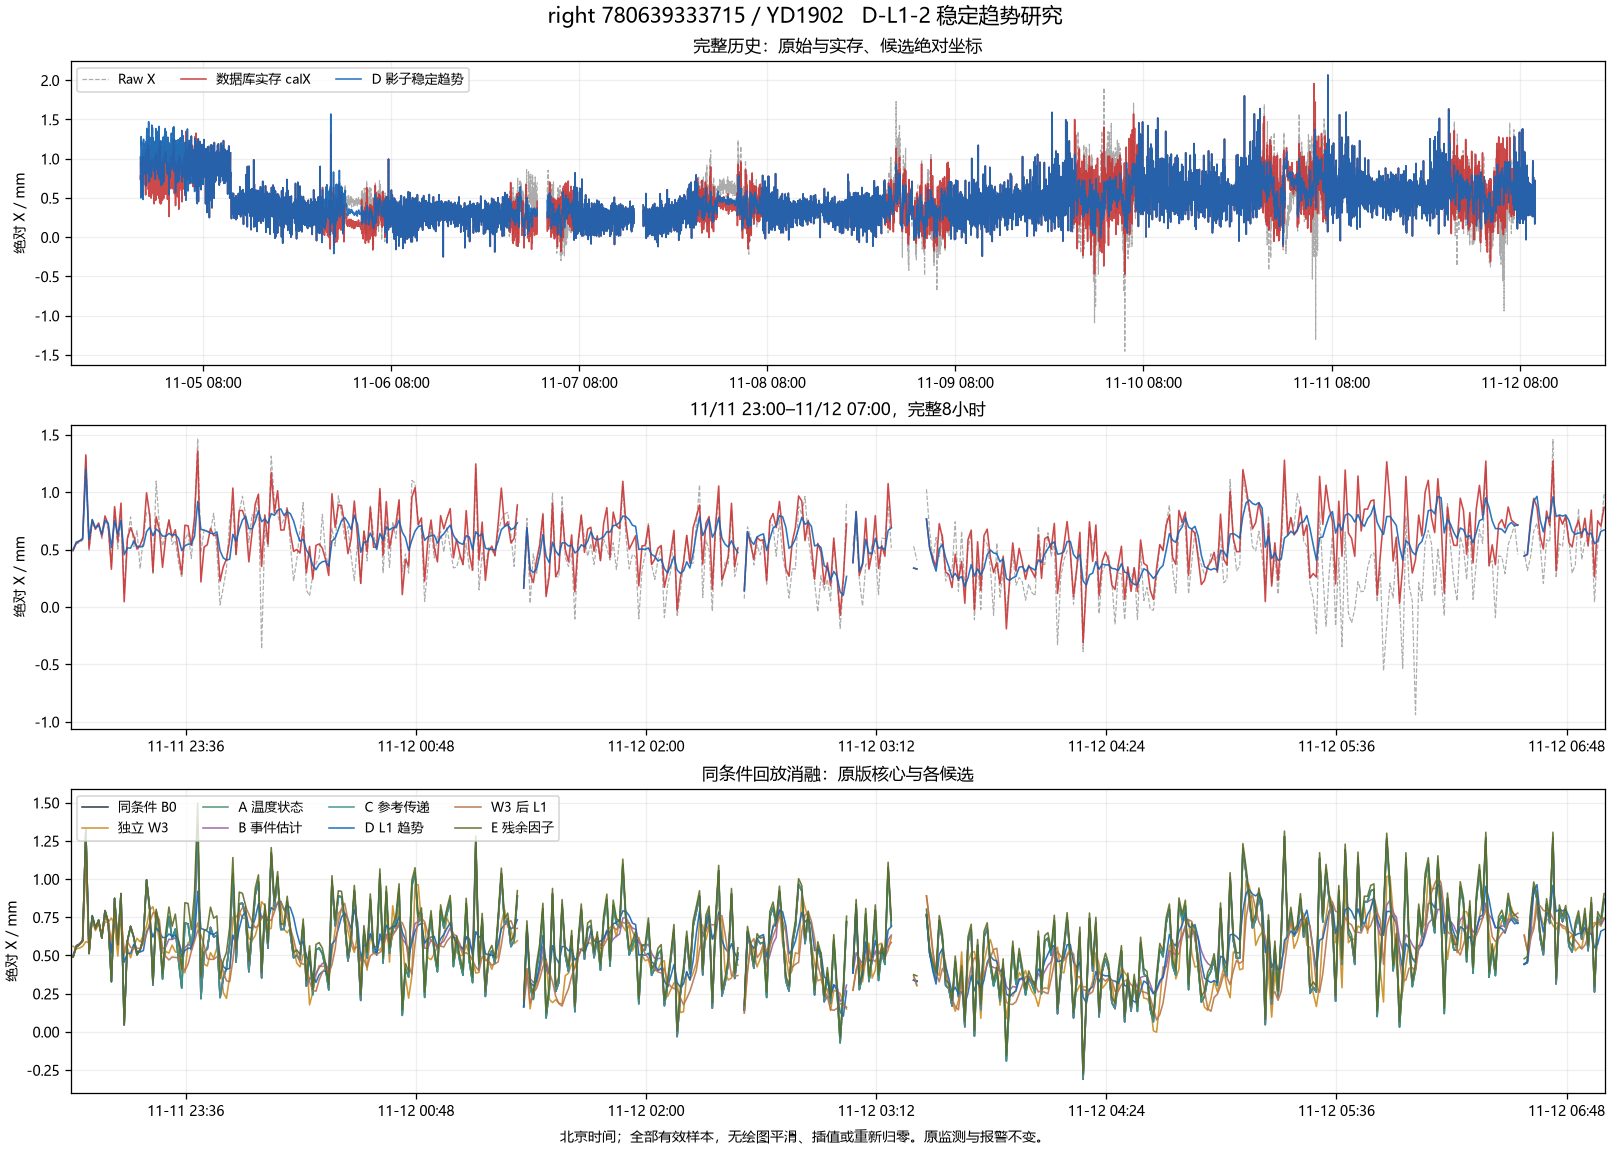 right 780639333715 / YD1902   D-L1-2 稳定趋势研究
完整历史：原始与实存、候选绝对坐标
Raw X
数据库实存 calX
D 影子稳定趋势
绝对 X / mm
2.0
1.5
1.0
0.5
0.0
-0.5
-1.0
-1.5
11-05 08:00
11-06 08:00
11-07 08:00
11-08 08:00
11-09 08:00
11-10 08:00
11-11 08:00
11-12 08:00
11/11 23:00–11/12 07:00，完整8小时
绝对 X / mm
1.5
1.0
0.5
0.0
-0.5
-1.0
11-11 23:36
11-12 00:48
11-12 02:00
11-12 03:12
11-12 04:24
11-12 05:36
11-12 06:48
同条件回放消融：原版核心与各候选
同条件 B0
A 温度状态
C 参考传递
W3 后 L1
独立 W3
B 事件估计
D L1 趋势
E 残余因子
绝对 X / mm
1.50
1.25
1.00
0.75
0.50
0.25
0.00
-0.25
11-11 23:36
11-12 00:48
11-12 02:00
11-12 03:12
11-12 04:24
11-12 05:36
11-12 06:48
北京时间；全部有效样本，无绘图平滑、插值或重新归零。原监测与报警不变。